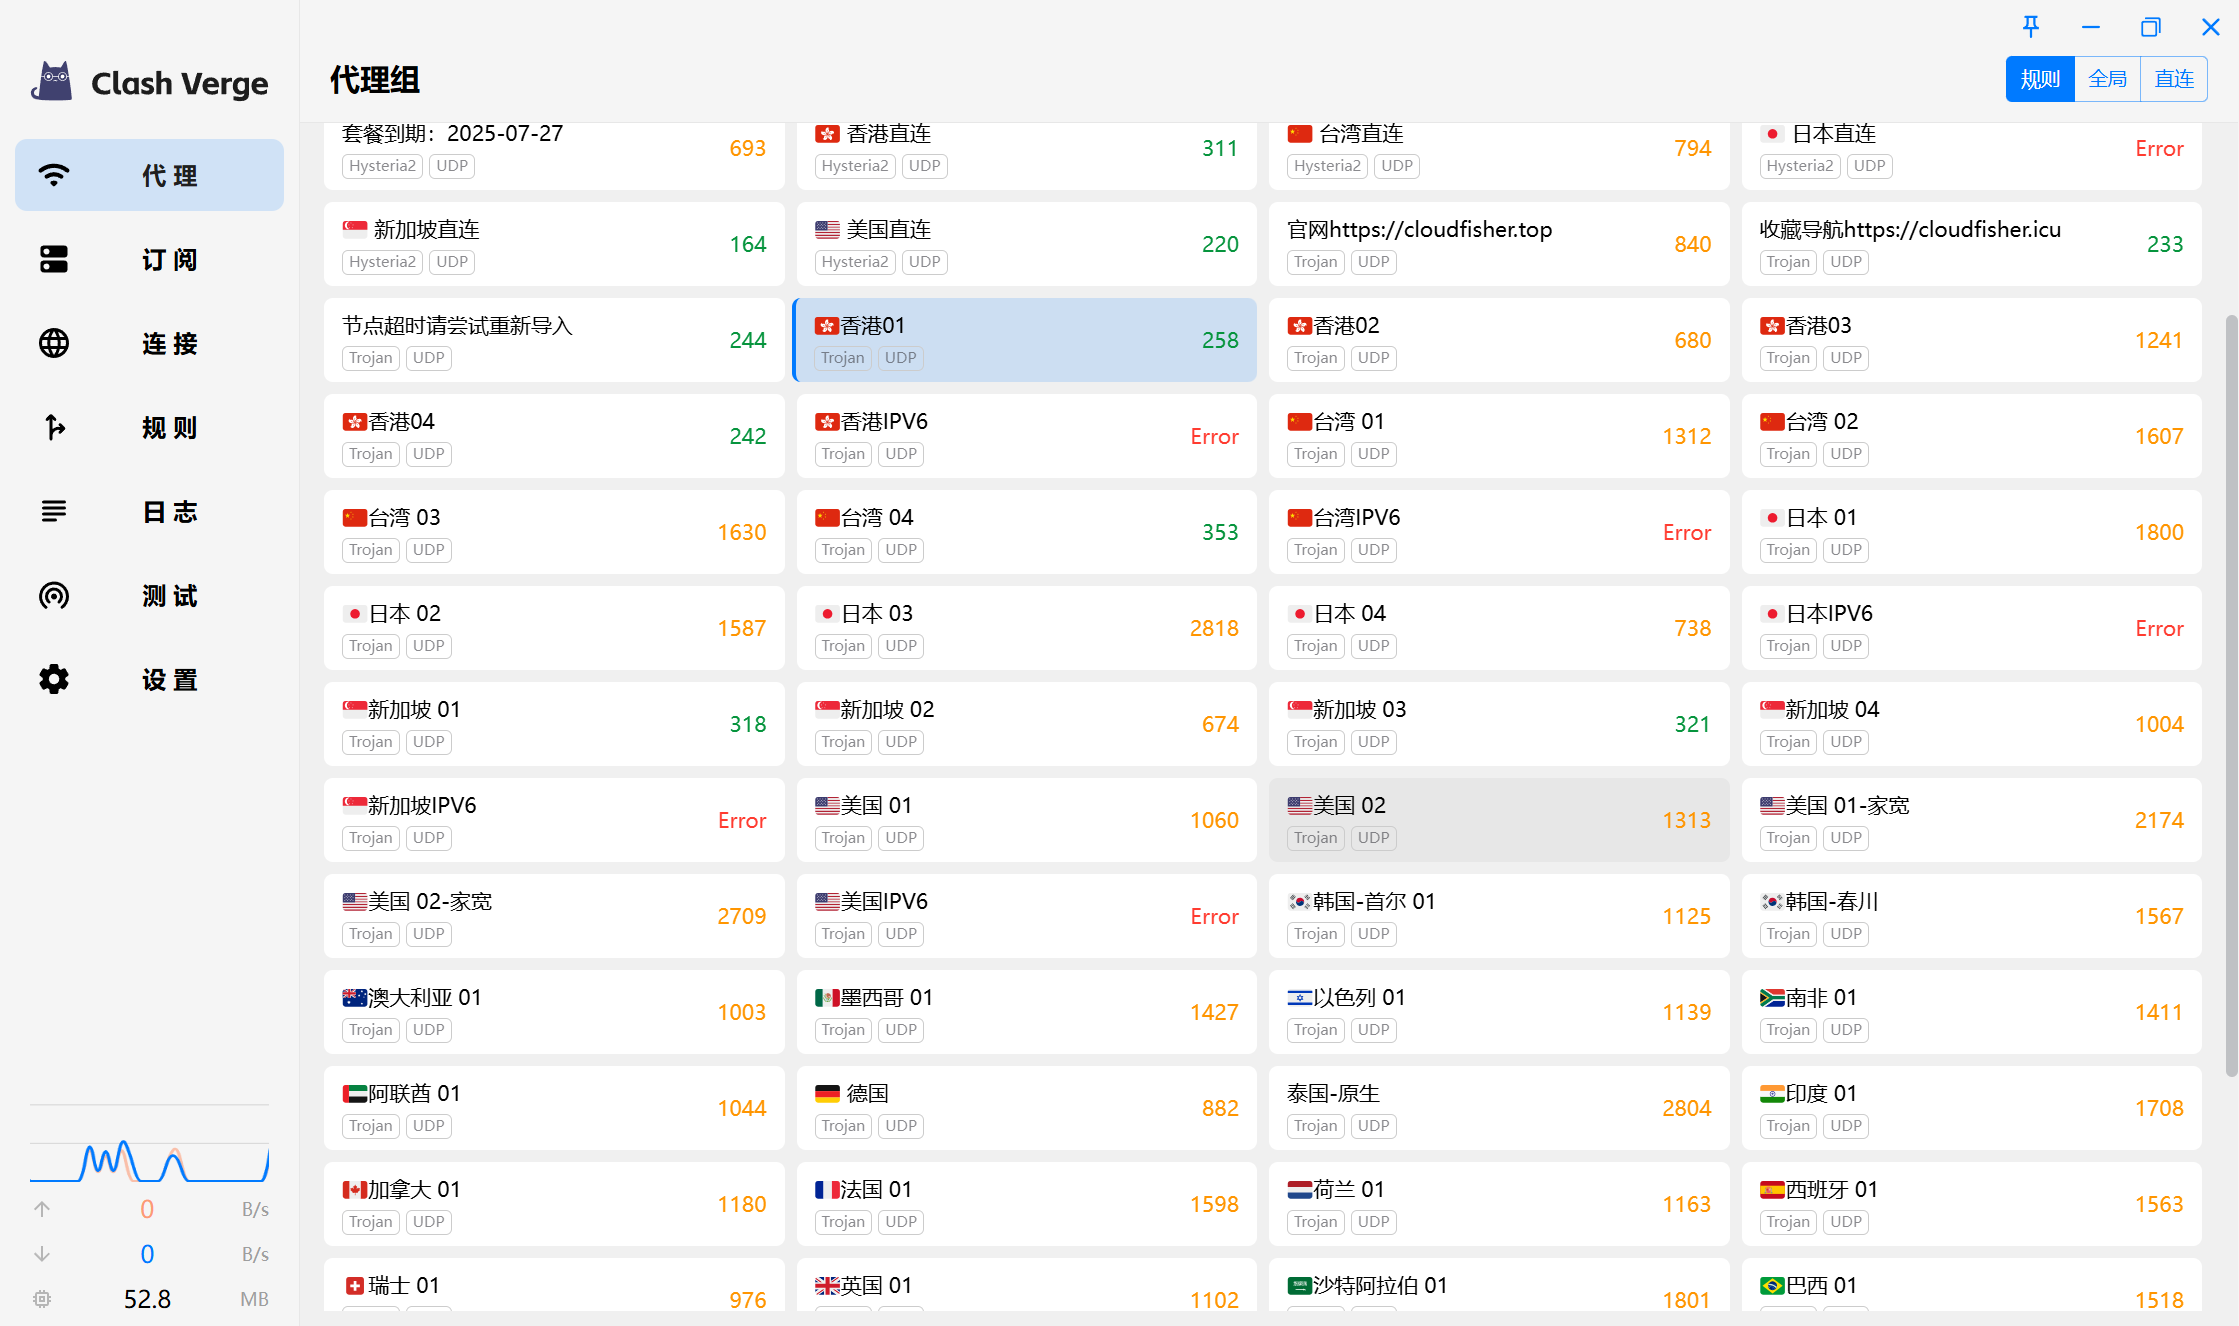 Clash Verge
代理组
规则 全局 直连
代 理
订 阅
连 接
规 则
日 志
测 试
设 置
0 B/s
0 B/s
52.8 MB
套餐到期：2025-07-27
Hysteria2 UDP
693
香港直连
Hysteria2 UDP
311
台湾直连
Hysteria2 UDP
794
日本直连
Hysteria2 UDP
Error
新加坡直连
Hysteria2 UDP
164
美国直连
Hysteria2 UDP
220
官网https://cloudfisher.top
Trojan UDP
840
收藏导航https://cloudfisher.icu
Trojan UDP
233
节点超时请尝试重新导入
Trojan UDP
244
香港01
Trojan UDP
258
香港02
Trojan UDP
680
香港03
Trojan UDP
1241
香港04
Trojan UDP
242
香港IPV6
Trojan UDP
Error
台湾 01
Trojan UDP
1312
台湾 02
Trojan UDP
1607
台湾 03
Trojan UDP
1630
台湾 04
Trojan UDP
353
台湾IPV6
Trojan UDP
Error
日本 01
Trojan UDP
1800
日本 02
Trojan UDP
1587
日本 03
Trojan UDP
2818
日本 04
Trojan UDP
738
日本IPV6
Trojan UDP
Error
新加坡 01
Trojan UDP
318
新加坡 02
Trojan UDP
674
新加坡 03
Trojan UDP
321
新加坡 04
Trojan UDP
1004
新加坡IPV6
Trojan UDP
Error
美国 01
Trojan UDP
1060
美国 02
Trojan UDP
1313
美国 01-家宽
Trojan UDP
2174
美国 02-家宽
Trojan UDP
2709
美国IPV6
Trojan UDP
Error
韩国-首尔 01
Trojan UDP
1125
韩国-春川
Trojan UDP
1567
澳大利亚 01
Trojan UDP
1003
墨西哥 01
Trojan UDP
1427
以色列 01
Trojan UDP
1139
南非 01
Trojan UDP
1411
阿联酋 01
Trojan UDP
1044
德国
Trojan UDP
882
泰国-原生
Trojan UDP
2804
印度 01
Trojan UDP
1708
加拿大 01
Trojan UDP
1180
法国 01
Trojan UDP
1598
荷兰 01
Trojan UDP
1163
西班牙 01
Trojan UDP
1563
瑞士 01
976
英国 01
1102
沙特阿拉伯 01
1801
巴西 01
1518